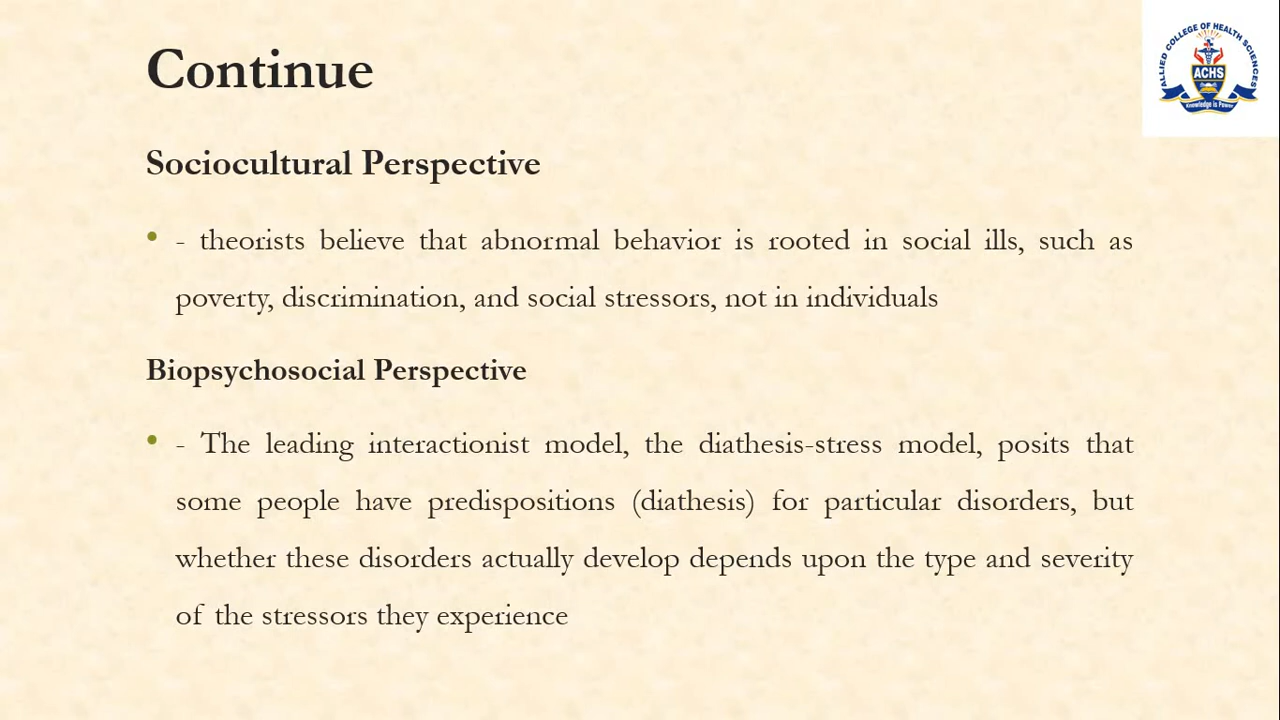 Continue
ALLIED COLLEGE OF HEALTH SCIENCES
ACHS
Knowledge is Power
Sociocultural Perspective
• - theorists believe that abnormal behavior is rooted in social ills, such as
poverty, discrimination, and social stressors, not in individuals
Biopsychosocial Perspective
• - The leading interactionist model, the diathesis-stress model, posits that
some people have predispositions (diathesis) for particular disorders, but
whether these disorders actually develop depends upon the type and severity
of the stressors they experience